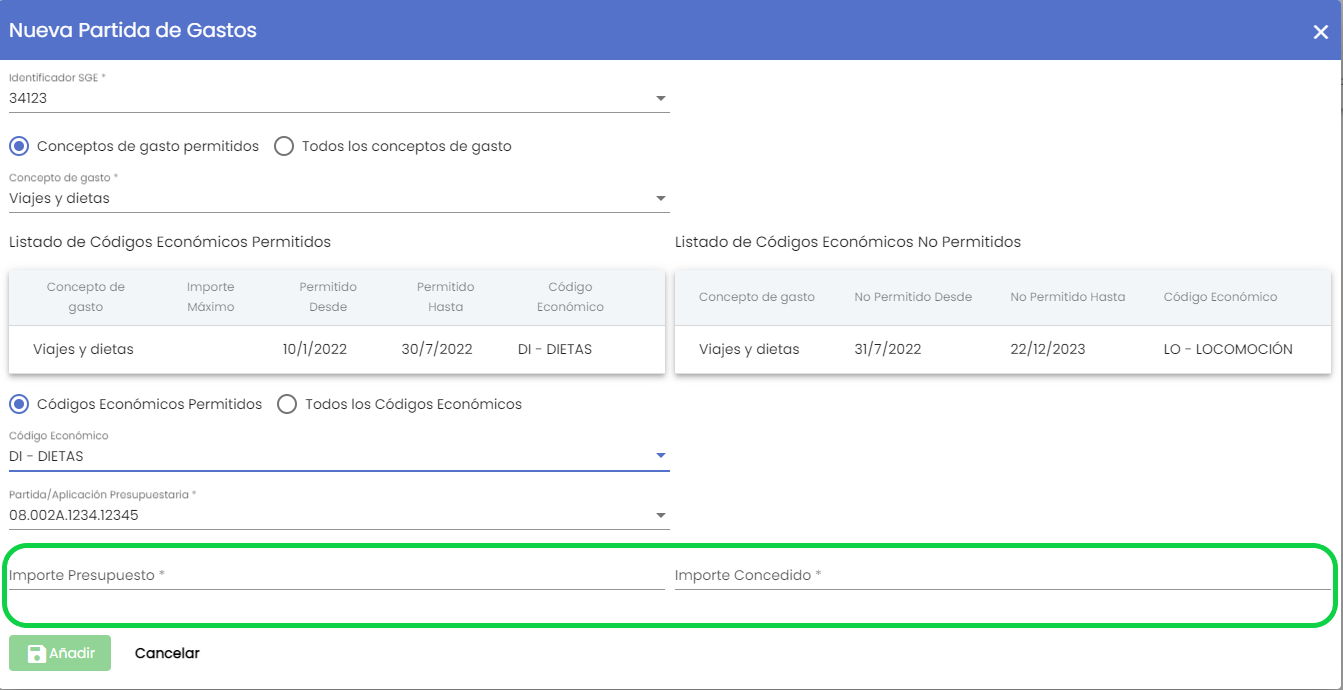 Nueva Partida de Gastos
Identificador SGE *
34123
Conceptos de gasto permitidos Todos los conceptos de gasto
Concepto de gasto *
Viajes y dietas
Listado de Códigos Económicos Permitidos Listado de Códigos Económicos No Permitidos
Concepto de gasto Importe Máximo Permitido Desde Permitido Hasta Código Económico Concepto de gasto No Permitido Desde No Permitido Hasta Código Económico
Viajes y dietas 10/1/2022 30/7/2022 DI - DIETAS Viajes y dietas 31/7/2022 22/12/2023 LO - LOCOMOCIÓN
Códigos Económicos Permitidos Todos los Códigos Económicos
Código Económico
DI - DIETAS
Partida/Aplicación Presupuestaria *
08.002A.1234.12345
Importe Presupuesto * Importe Concedido *
Añadir Cancelar